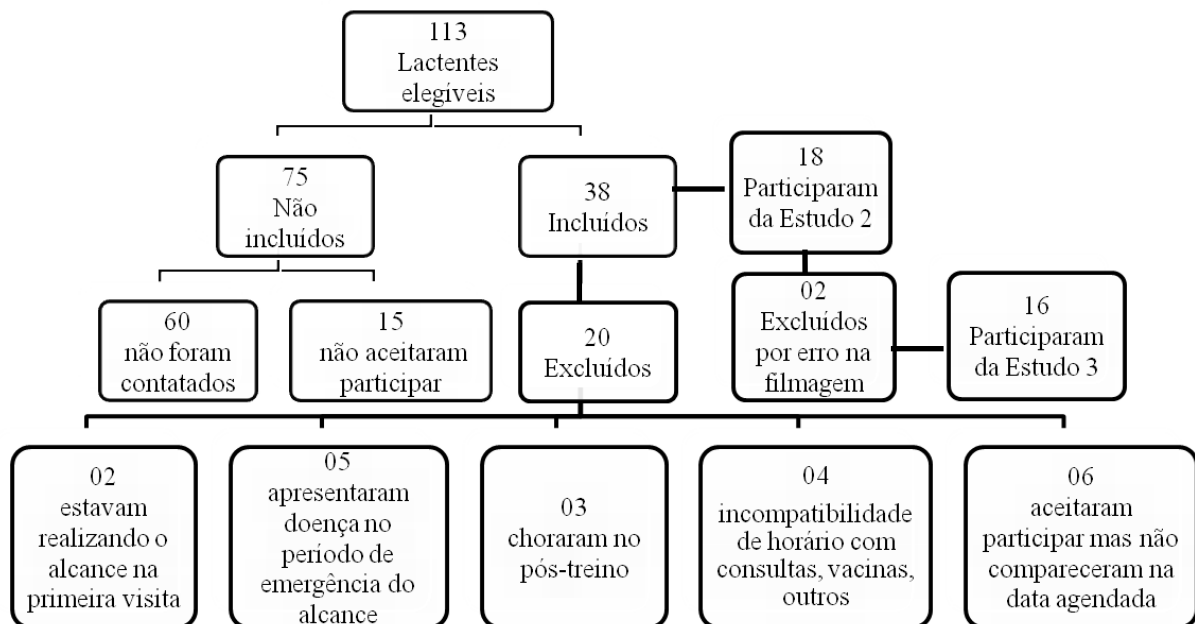 113
Lactentes
elegíveis
75
Não
incluídos
38
Incluídos
18
Participaram
da Estudo 2
60
não foram
contatados
15
não aceitaram
participar
20
Excluídos
02
Excluídos
por erro na
filmagem
16
Participaram
da Estudo 3
02
estavam
realizando o
alcance na
primeira visita
05
apresentaram
doença no
período de
emergência do
alcance
03
choraram no
pós-treino
04
incompatibilidade
de horário com
consultas, vacinas,
outros
06
aceitaram
participar mas não
compareceram na
data agendada